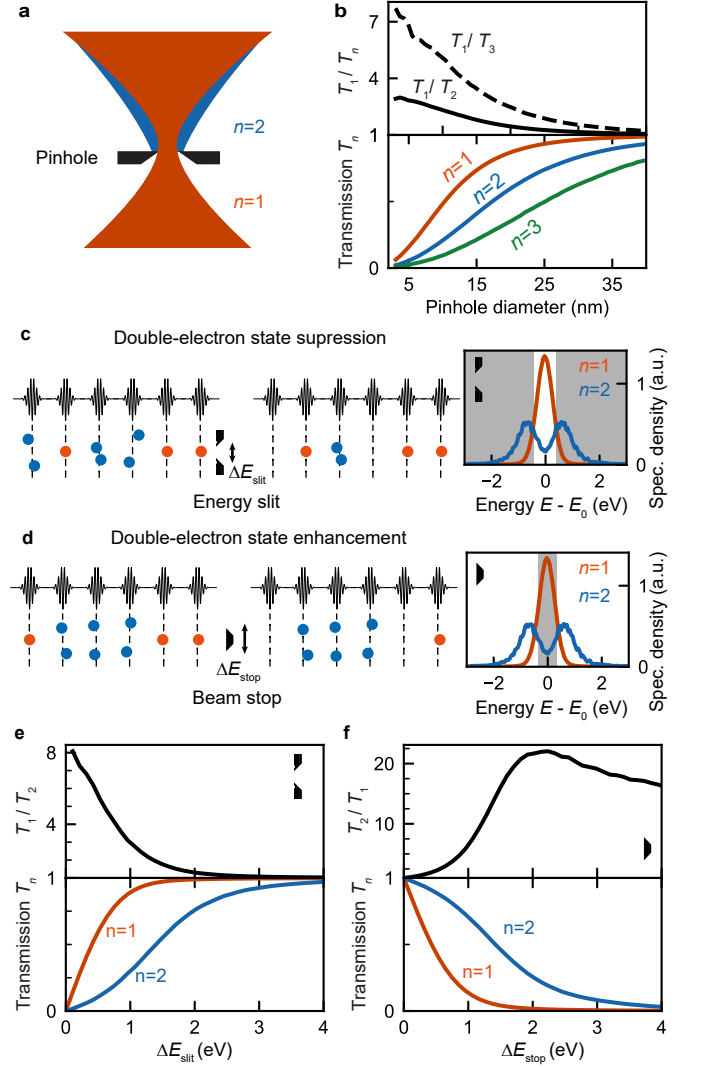 a
n=2
Pinhole
n=1
b
7
4
1
T1 / Tn
T1/ T3
T1/ T2
Transmission Tn
0
n=1
n=2
n=3
5 15 25 35
Pinhole diameter (nm)
c
Double-electron state supression
ΔEslit
Energy slit
n=1
n=2
1
0
Spec. density (a.u.)
−2 0 2
Energy E - E0 (eV)
d
Double-electron state enhancement
ΔEstop
Beam stop
n=1
n=2
1
0
Spec. density (a.u.)
−2 0 2
Energy E - E0 (eV)
e
8
4
1
T1 / T2
Transmission Tn
0
n=1
n=2
0 1 2 3 4
ΔEslit (eV)
f
20
10
1
T2 / T1
Transmission Tn
0
n=2
n=1
0 1 2 3 4
ΔEstop (eV)